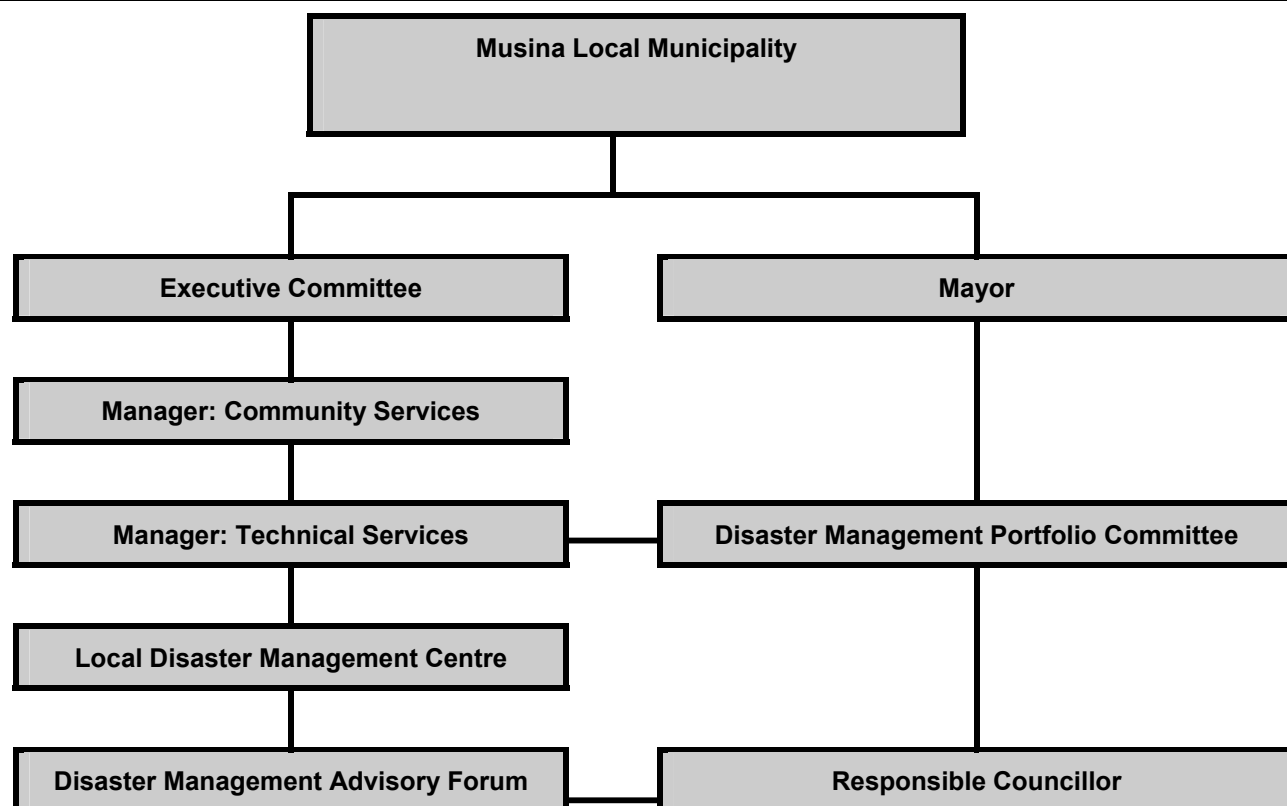 Musina Local Municipality
Executive Committee
Mayor
Manager: Community Services
Manager: Technical Services
Disaster Management Portfolio Committee
Local Disaster Management Centre
Disaster Management Advisory Forum
Responsible Councillor